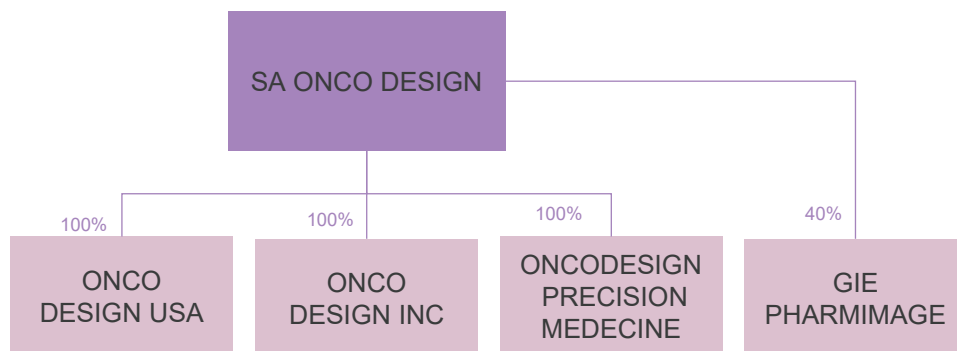 SA ONCO DESIGN
100%
100%
100%
40%
ONCO
DESIGN USA
ONCO
DESIGN INC
ONCODESIGN
PRECISION
MEDECINE
GIE
PHARMIMAGE